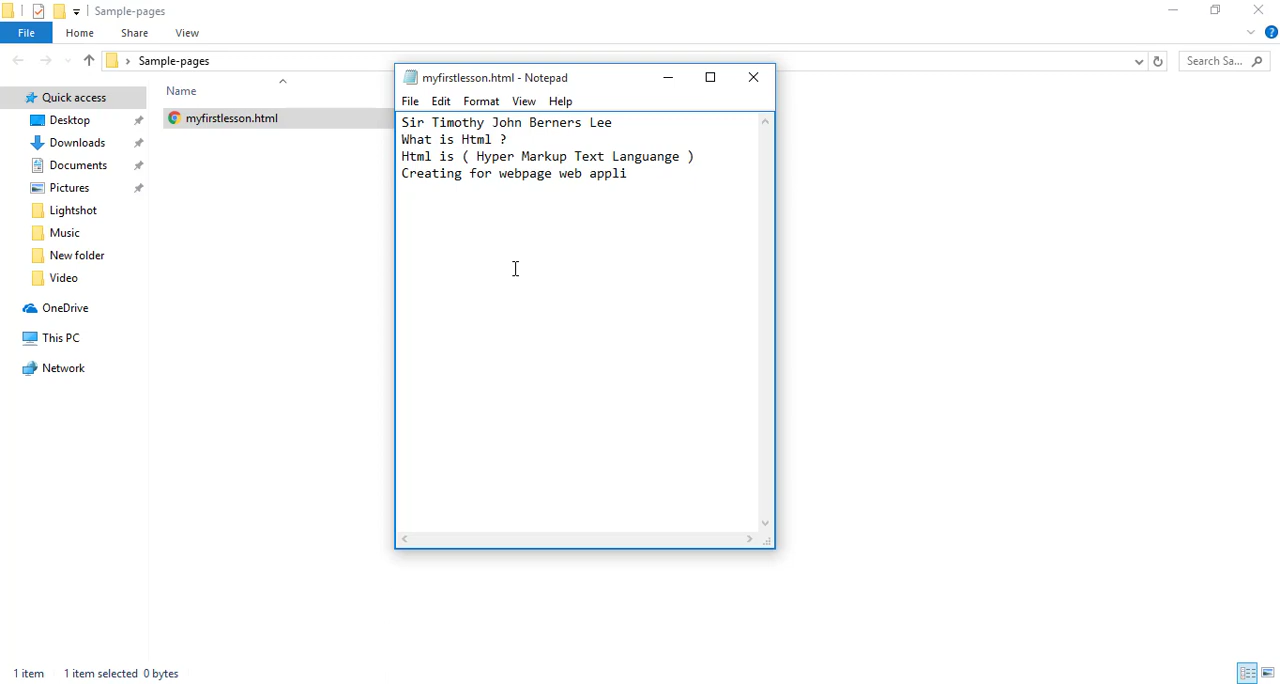 Sample-pages
File Home Share View
Sample-pages
Search Sa...
Quick access
Desktop
Downloads
Documents
Pictures
Lightshot
Music
New folder
Video
OneDrive
This PC
Network
Name
myfirstlesson.html
myfirstlesson.html - Notepad
File Edit Format View Help
Sir Timothy John Berners Lee
What is Html ?
Html is ( Hyper Markup Text Languange )
Creating for webpage web appli
1 item 1 item selected 0 bytes